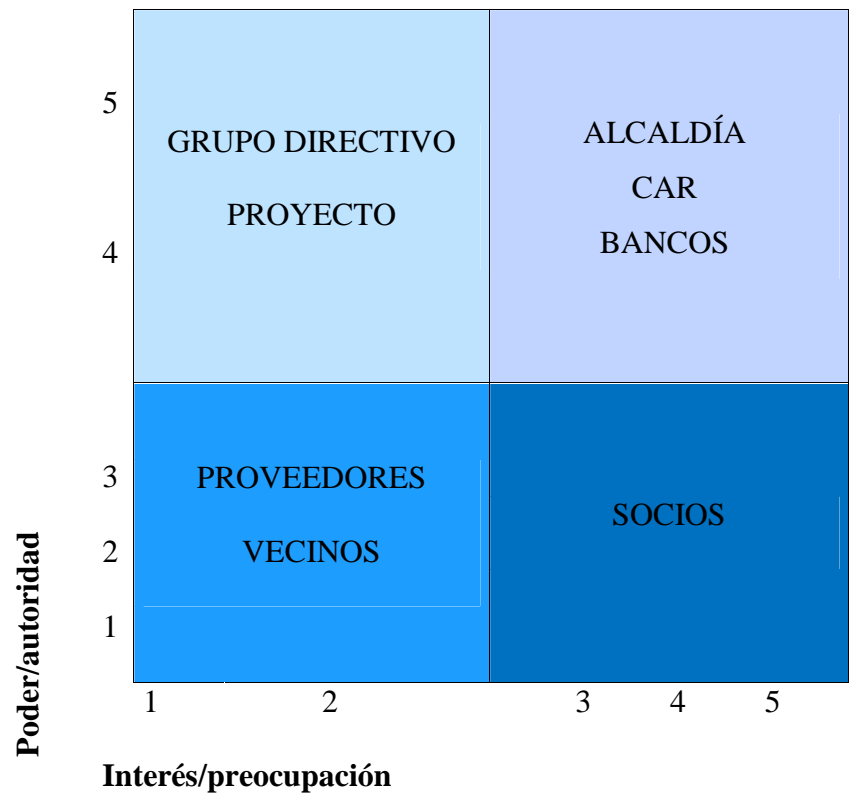 5
GRUPO DIRECTIVO
PROYECTO
4
ALCALDÍA
CAR
BANCOS
3
PROVEEDORES
2
VECINOS
1
SOCIOS
Poder/autoridad
1 2 3 4 5
Interés/preocupación